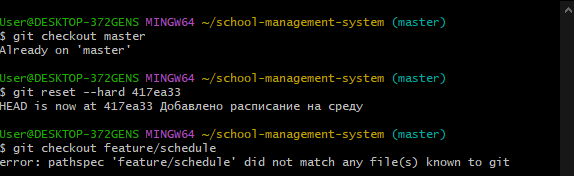 User@DESKTOP-372GENS MINGW64 ~/school-management-system (master)
$ git checkout master
Already on 'master'
User@DESKTOP-372GENS MINGW64 ~/school-management-system (master)
$ git reset --hard 417ea33
HEAD is now at 417ea33 Добавлено расписание на среду
User@DESKTOP-372GENS MINGW64 ~/school-management-system (master)
$ git checkout feature/schedule
error: pathspec 'feature/schedule' did not match any file(s) known to git